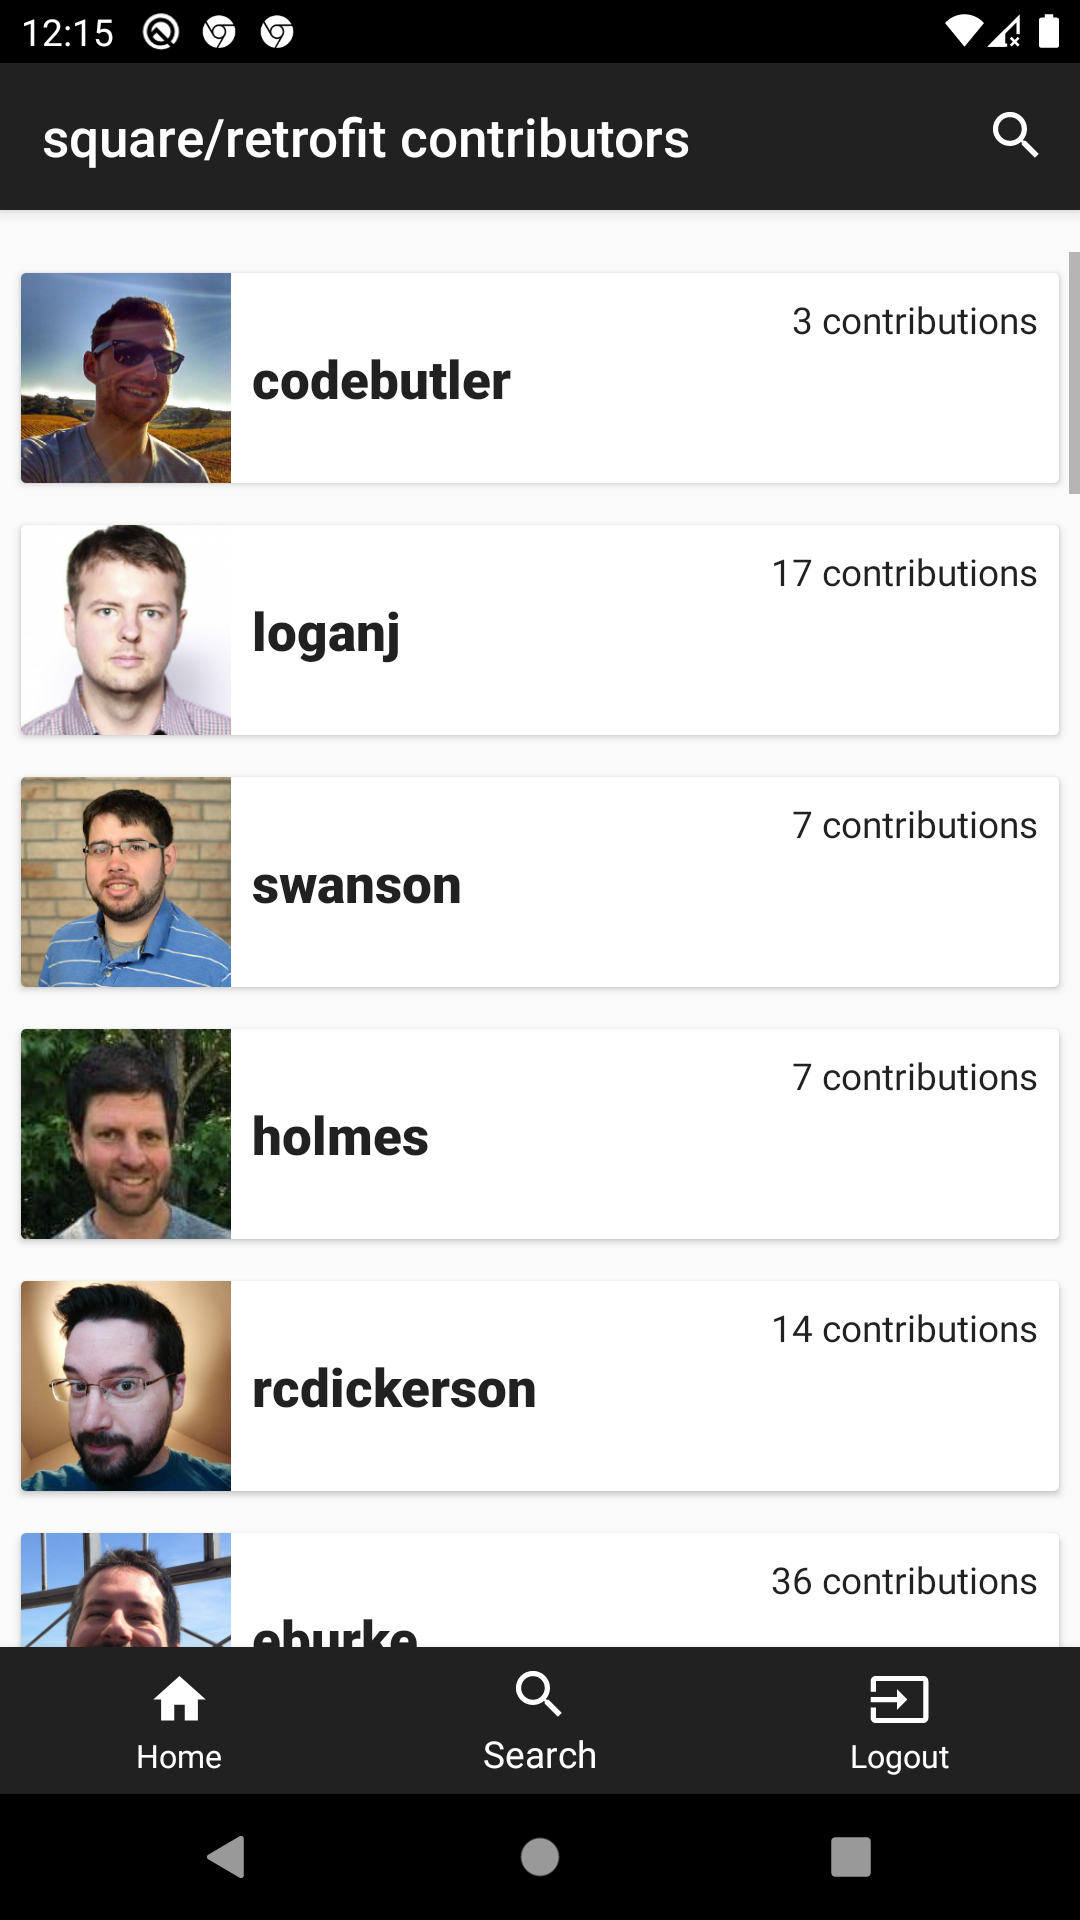 12:15
square/retrofit contributors
3 contributions
codebutler
17 contributions
loganj
7 contributions
swanson
7 contributions
holmes
14 contributions
rcdickerson
36 contributions
eburke
Home
Search
Logout